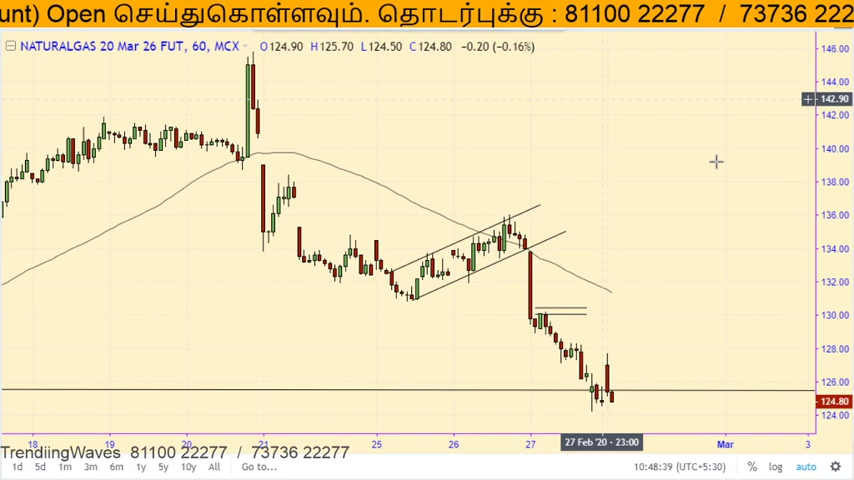 unt) Open செய்துகொள்ளவும். தொடர்புக்கு : 81100 22277 / 73736 222
NATURALGAS 20 Mar 26 FUT, 60, MCX O124.90 H125.70 L124.50 C124.80 −0.20 (−0.16%)
146.00
144.00
142.90
142.00
140.00
138.00
136.00
134.00
132.00
130.00
128.00
126.00
124.80
124.00
18 19 20 21 25 26 27 27 Feb '20 - 23:00 Mar 3
TrendiingWaves 81100 22277 / 73736 22277
1d 5d 1m 3m 6m 1y 5y 10y All Go to... 10:48:39 (UTC+5:30) % log auto